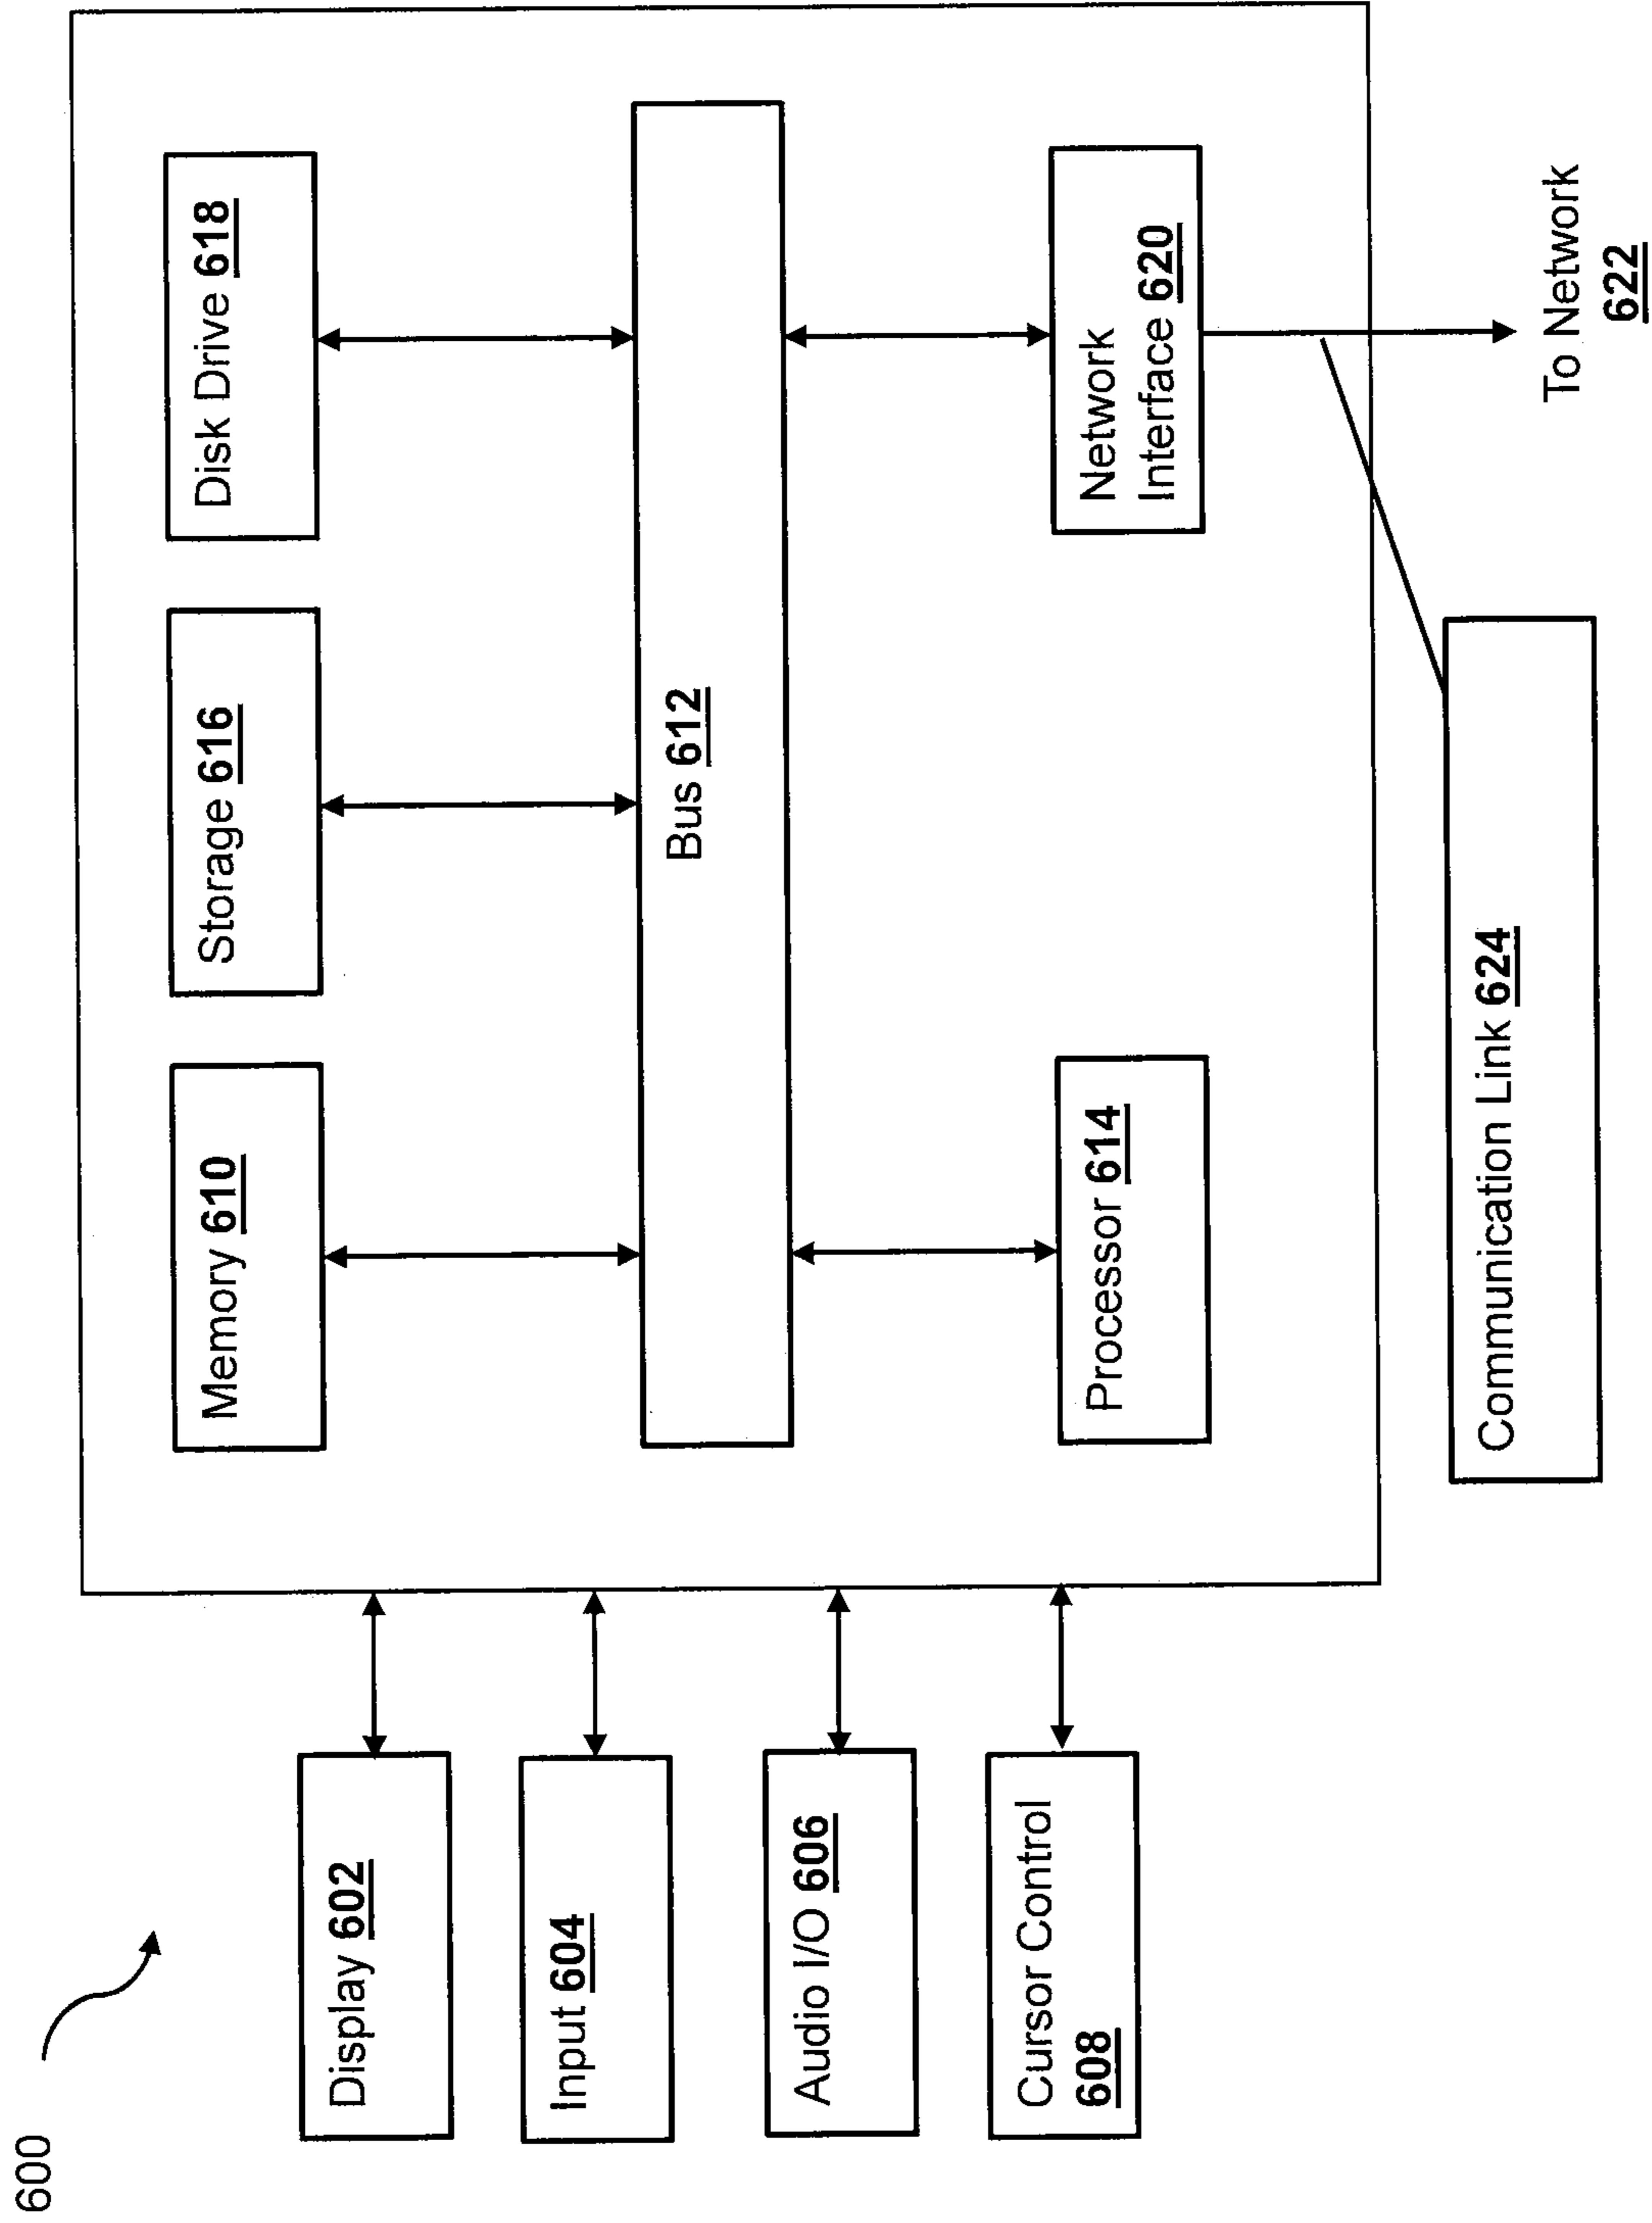 600
Display 602
Input 604
Audio I/O 606
Cursor Control
608
Memory 610
Storage 616
Disk Drive 618
Bus 612
Processor 614
Network
Interface 620
Communication Link 624
To Network
622